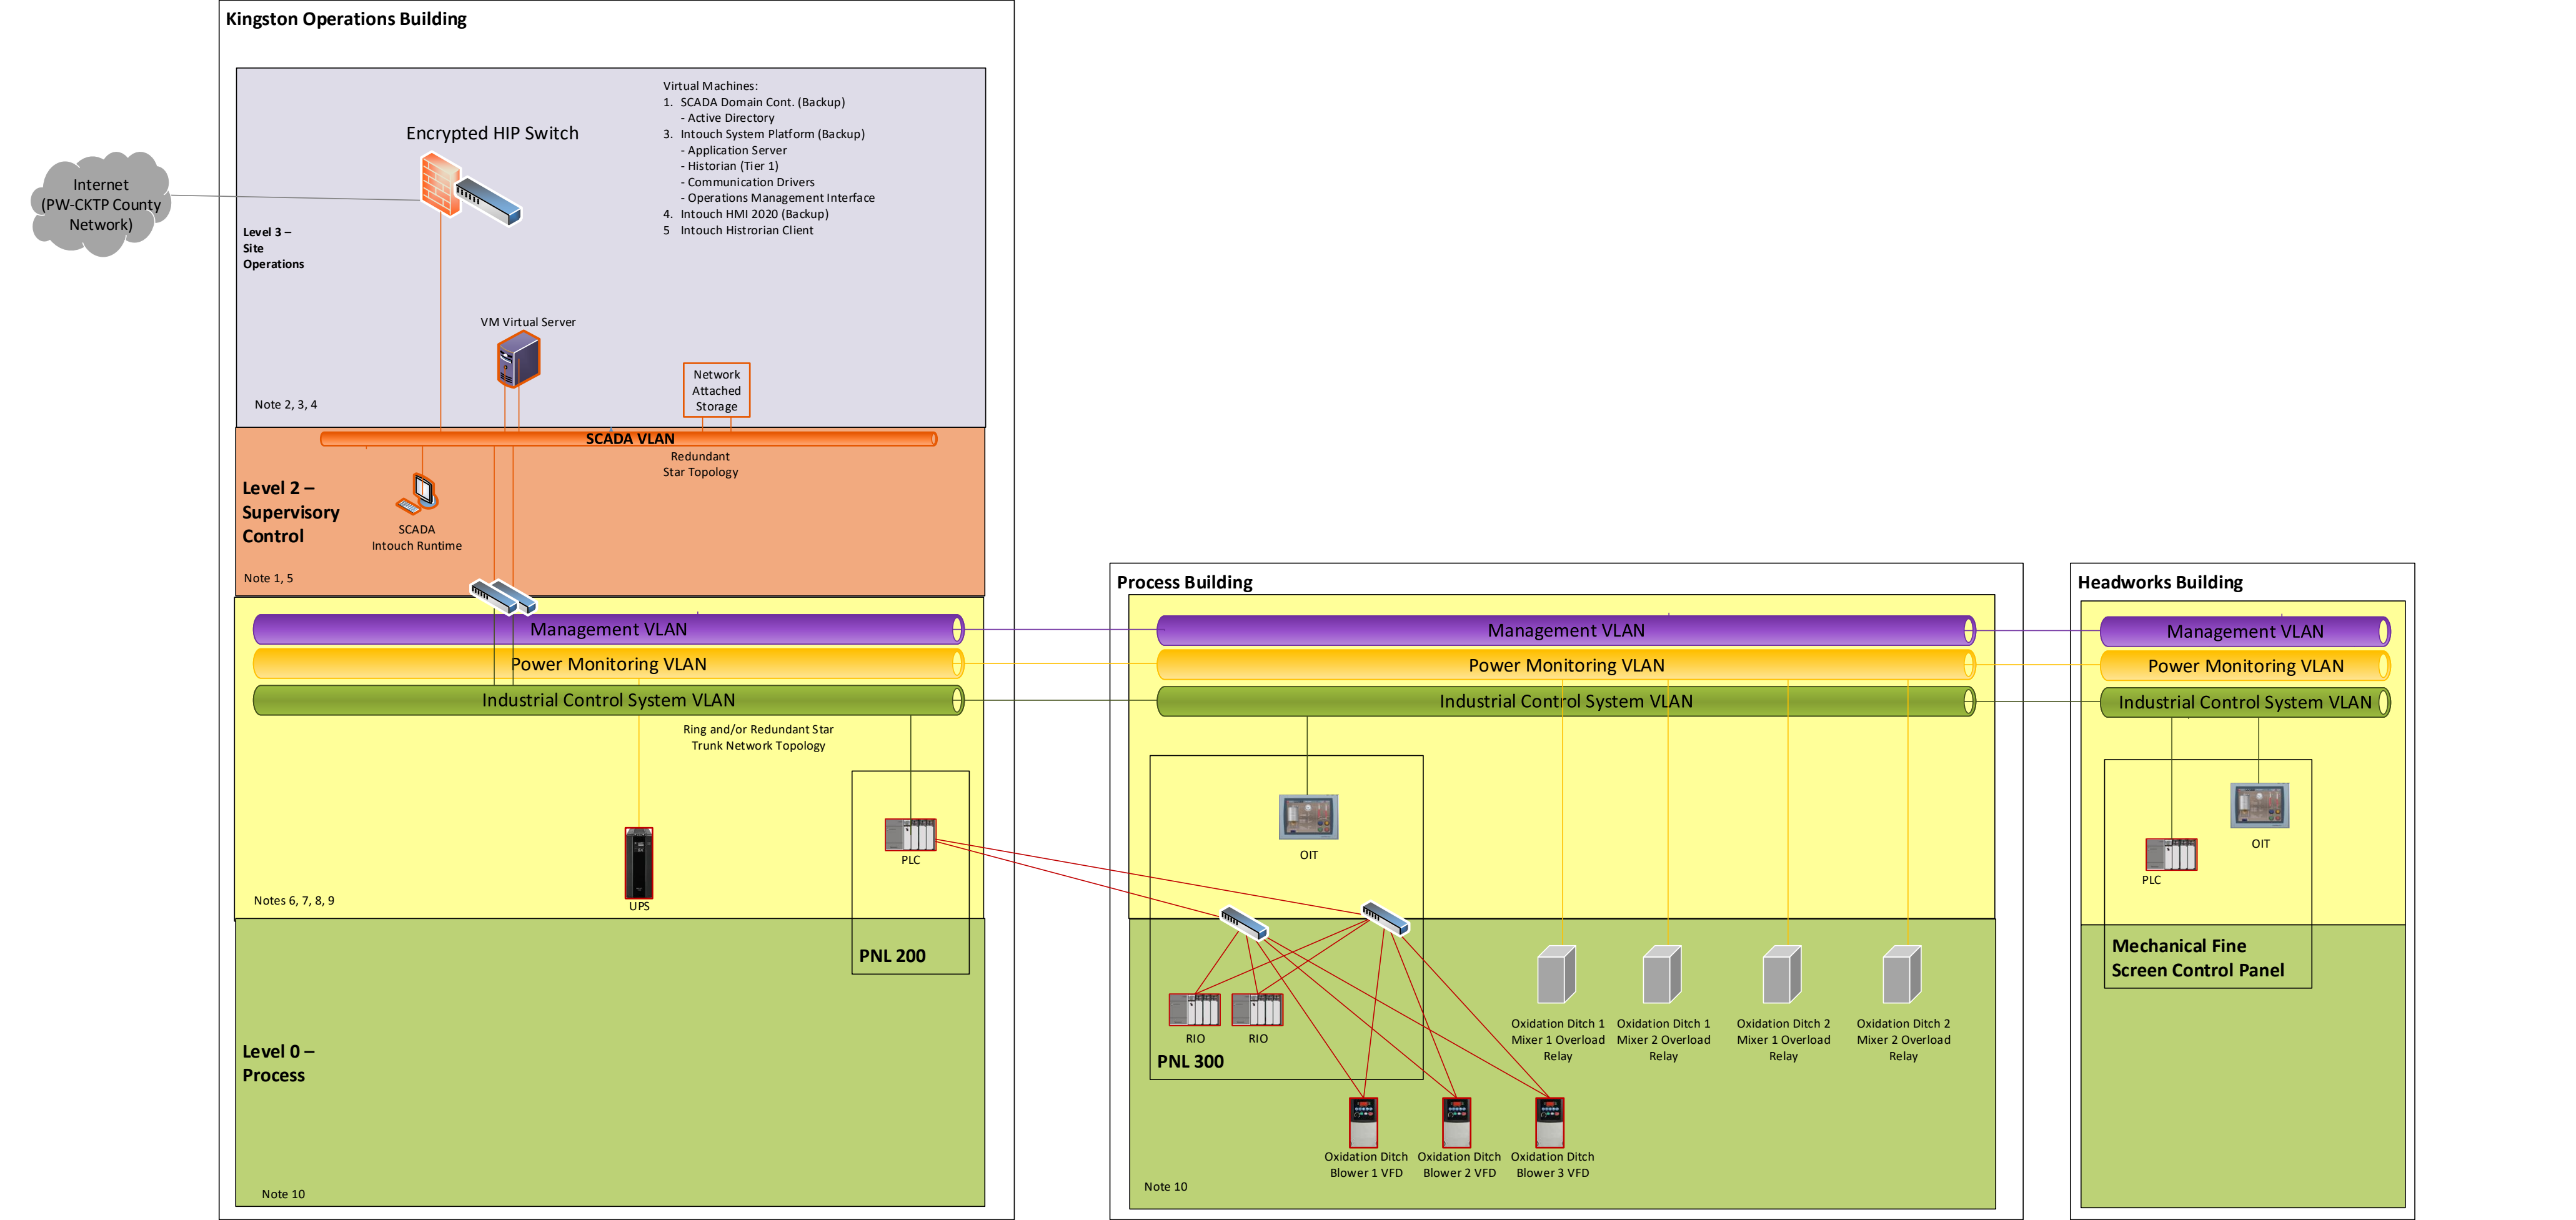 Kingston Operations Building
Virtual Machines:
1. SCADA Domain Cont. (Backup)
- Active Directory
3. Intouch System Platform (Backup)
- Application Server
- Historian (Tier 1)
- Communication Drivers
- Operations Management Interface
4. Intouch HMI 2020 (Backup)
5 Intouch Histrorian Client
Encrypted HIP Switch
Internet
(PW-CKTP County
Network)
Level 3 –
Site
Operations
VM Virtual Server
Network
Attached
Storage
Note 2, 3, 4
SCADA VLAN
Redundant
Star Topology
Level 2 –
Supervisory
Control
SCADA
Intouch Runtime
Note 1, 5
Management VLAN
Power Monitoring VLAN
Industrial Control System VLAN
Ring and/or Redundant Star
Trunk Network Topology
PLC
UPS
Notes 6, 7, 8, 9
PNL 200
Level 0 –
Process
Note 10
Process Building
Management VLAN
Power Monitoring VLAN
Industrial Control System VLAN
OIT
RIO
RIO
PNL 300
Oxidation Ditch 1
Mixer 1 Overload
Relay
Oxidation Ditch 1
Mixer 2 Overload
Relay
Oxidation Ditch 2
Mixer 1 Overload
Relay
Oxidation Ditch 2
Mixer 2 Overload
Relay
Oxidation Ditch
Blower 1 VFD
Oxidation Ditch
Blower 2 VFD
Oxidation Ditch
Blower 3 VFD
Note 10
Headworks Building
Management VLAN
Power Monitoring VLAN
Industrial Control System VLAN
OIT
PLC
Mechanical Fine
Screen Control Panel